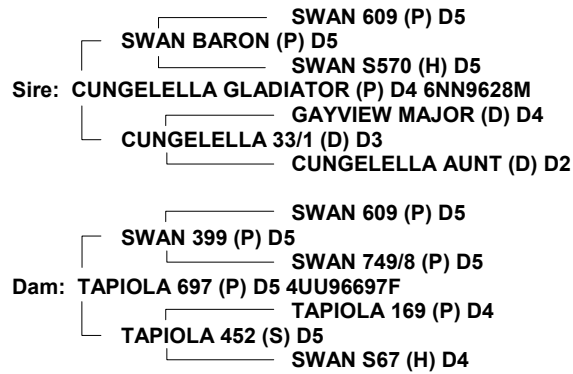 SWAN 609 (P) D5
SWAN BARON (P) D5
SWAN S570 (H) D5
Sire: CUNGELELLA GLADIATOR (P) D4 6NN9628M
GAYVIEW MAJOR (D) D4
CUNGELELLA 33/1 (D) D3
CUNGELELLA AUNT (D) D2
SWAN 609 (P) D5
SWAN 399 (P) D5
SWAN 749/8 (P) D5
Dam: TAPIOLA 697 (P) D5 4UU96697F
TAPIOLA 169 (P) D4
TAPIOLA 452 (S) D5
SWAN S67 (H) D4